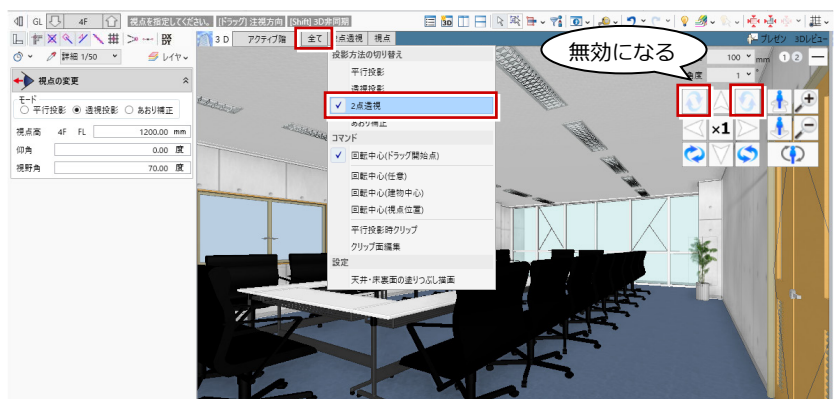 GL 4F 視点を指定してください。 [ドラッグ] 注視方向 [Shift] 3D非同期
詳細 1/50 レイヤ
3 D アクティブ階 全て 2点透視 視点
プレゼン 3Dビュー
視点の変更
モード
平行投影 透視投影 あおり補正
視点高 4F FL 1200.00 mm
仰角 0.00 度
視野角 70.00 度
投影方法の切り替え
平行投影
透視投影
2点透視
あおり補正
コマンド
回転中心(ドラッグ開始点)
回転中心(任意)
回転中心(建物中心)
回転中心(視点位置)
平行投影時クリップ
クリップ面編集
設定
天井・床裏面の塗りつぶし描画
無効になる
100 mm 1 2
角度 1 °
×1